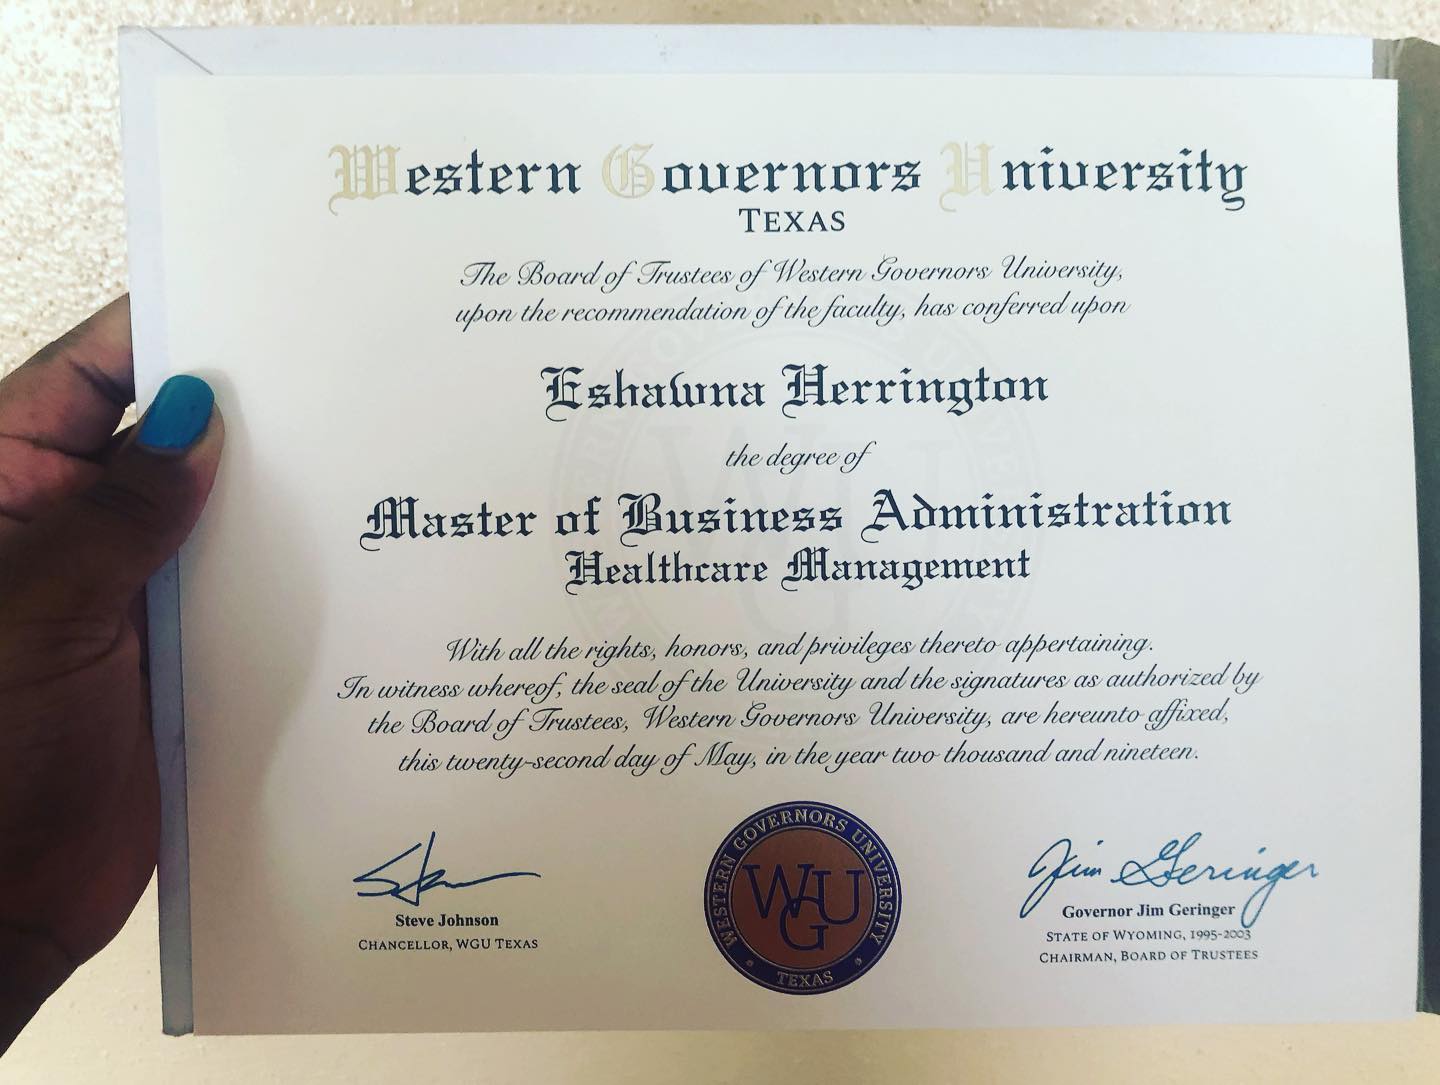 Western Governors University
TEXAS
The Board of Trustees of Western Governors University,
upon the recommendation of the faculty, has conferred upon
Eshawna Herrington
the degree of
Master of Business Administration
Healthcare Management
With all the rights, honors, and privileges thereto appertaining.
In witness whereof, the seal of the University and the signatures as authorized by
the Board of Trustees, Western Governors University, are hereunto affixed,
this twenty-second day of May, in the year two thousand and nineteen.
Steve Johnson
CHANCELLOR, WGU TEXAS
WESTERN GOVERNORS UNIVERSITY
WGU
TEXAS
Jim Geringer
Governor Jim Geringer
STATE OF WYOMING, 1995-2003
CHAIRMAN, BOARD OF TRUSTEES